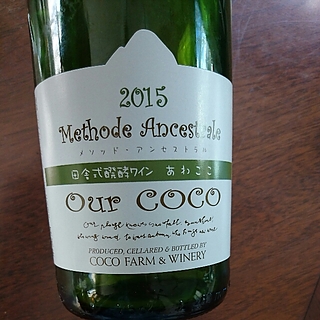 2015
Methode Ancestrale
メソッド・アンセストラル
田舎式醗酵ワイン あわここ
Our COCO
PRODUCED, CELLARED & BOTTLED BY
COCO FARM & WINERY